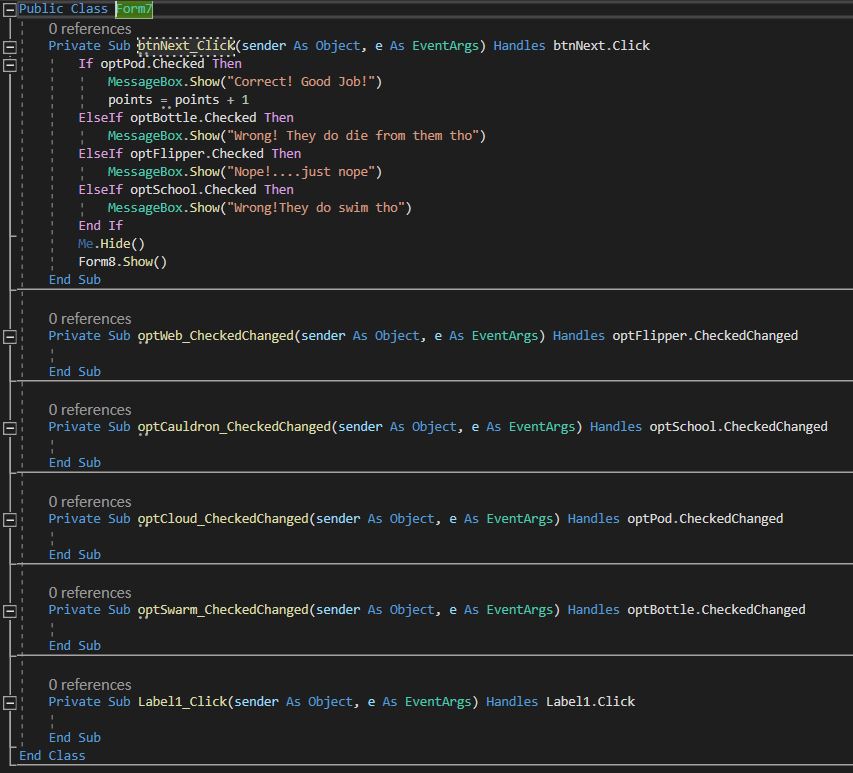 Public Class Form7
0 references
Private Sub btnNext_Click(sender As Object, e As EventArgs) Handles btnNext.Click
If optPod.Checked Then
MessageBox.Show("Correct! Good Job!")
points = points + 1
ElseIf optBottle.Checked Then
MessageBox.Show("Wrong! They do die from them tho")
ElseIf optFlipper.Checked Then
MessageBox.Show("Nope!....just nope")
ElseIf optSchool.Checked Then
MessageBox.Show("Wrong!They do swim tho")
End If
Me.Hide()
Form8.Show()
End Sub
0 references
Private Sub optWeb_CheckedChanged(sender As Object, e As EventArgs) Handles optFlipper.CheckedChanged
End Sub
0 references
Private Sub optCauldron_CheckedChanged(sender As Object, e As EventArgs) Handles optSchool.CheckedChanged
End Sub
0 references
Private Sub optCloud_CheckedChanged(sender As Object, e As EventArgs) Handles optPod.CheckedChanged
End Sub
0 references
Private Sub optSwarm_CheckedChanged(sender As Object, e As EventArgs) Handles optBottle.CheckedChanged
End Sub
0 references
Private Sub Label1_Click(sender As Object, e As EventArgs) Handles Label1.Click
End Sub
End Class